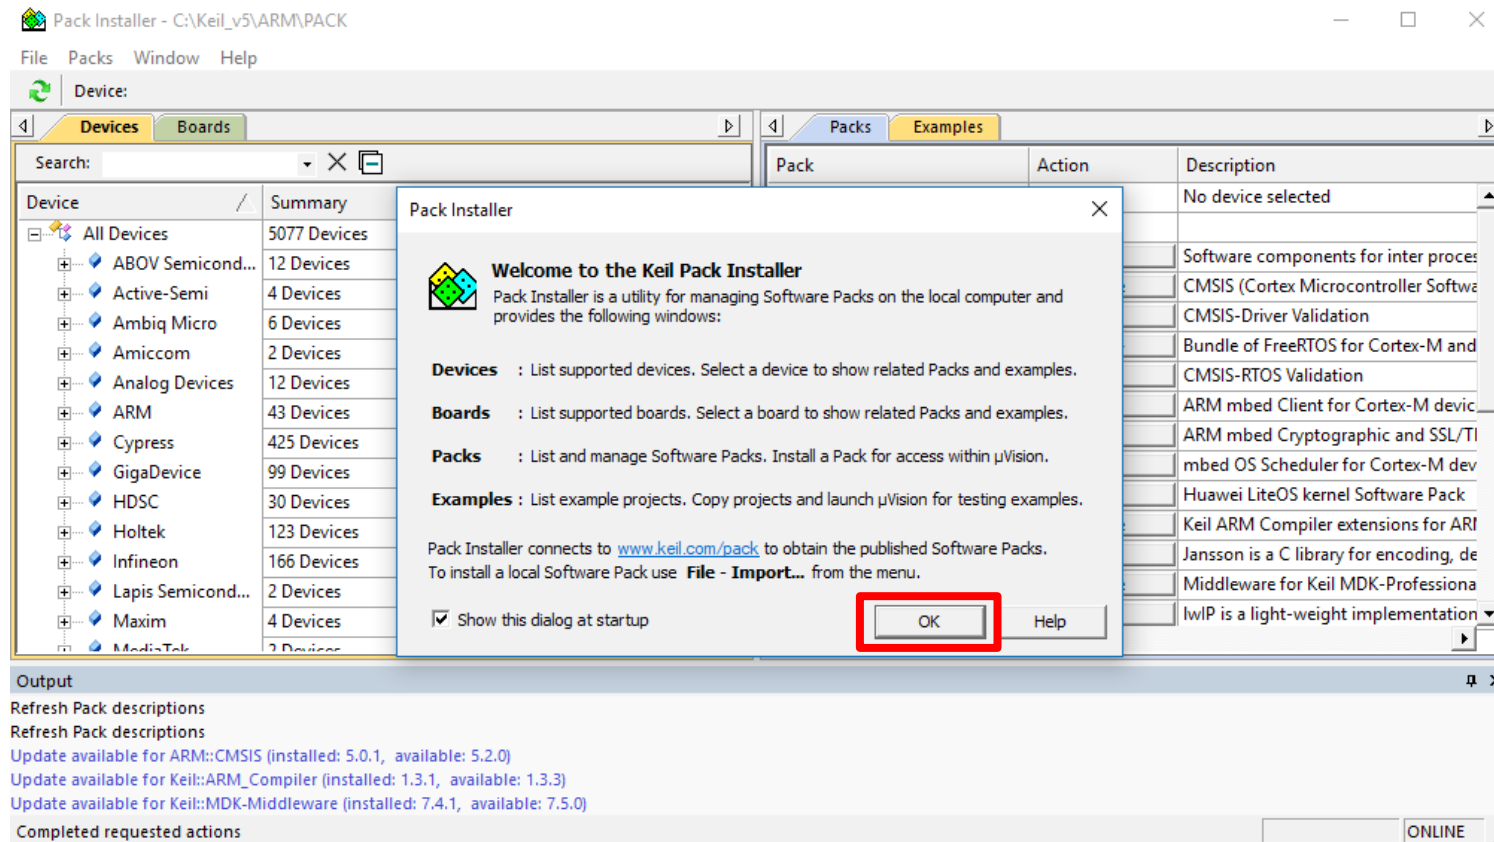 Pack Installer - C:\Keil_v5\ARM\PACK
File Packs Window Help
Device:
Devices Boards
Packs Examples
Search:
Pack Action Description
Device Summary
No device selected
All Devices 5077 Devices
ABOV Semicond... 12 Devices
Software components for inter proces
Active-Semi 4 Devices
CMSIS (Cortex Microcontroller Softwa
Ambiq Micro 6 Devices
CMSIS-Driver Validation
Amiccom 2 Devices
Bundle of FreeRTOS for Cortex-M and
Analog Devices 12 Devices
CMSIS-RTOS Validation
ARM 43 Devices
ARM mbed Client for Cortex-M devic
Cypress 425 Devices
ARM mbed Cryptographic and SSL/Tl
GigaDevice 99 Devices
mbed OS Scheduler for Cortex-M dev
HDSC 30 Devices
Huawei LiteOS kernel Software Pack
Holtek 123 Devices
Keil ARM Compiler extensions for ARI
Infineon 166 Devices
Jansson is a C library for encoding, de
Lapis Semicond... 2 Devices
Middleware for Keil MDK-Professiona
Maxim 4 Devices
lwIP is a light-weight implementation
MediaTek 2 Devices
Pack Installer
Welcome to the Keil Pack Installer
Pack Installer is a utility for managing Software Packs on the local computer and
provides the following windows:
Devices : List supported devices. Select a device to show related Packs and examples.
Boards : List supported boards. Select a board to show related Packs and examples.
Packs : List and manage Software Packs. Install a Pack for access within µVision.
Examples : List example projects. Copy projects and launch µVision for testing examples.
Pack Installer connects to www.keil.com/pack to obtain the published Software Packs.
To install a local Software Pack use File - Import... from the menu.
Show this dialog at startup
OK Help
Output
Refresh Pack descriptions
Refresh Pack descriptions
Update available for ARM::CMSIS (installed: 5.0.1, available: 5.2.0)
Update available for Keil::ARM_Compiler (installed: 1.3.1, available: 1.3.3)
Update available for Keil::MDK-Middleware (installed: 7.4.1, available: 7.5.0)
Completed requested actions
ONLINE